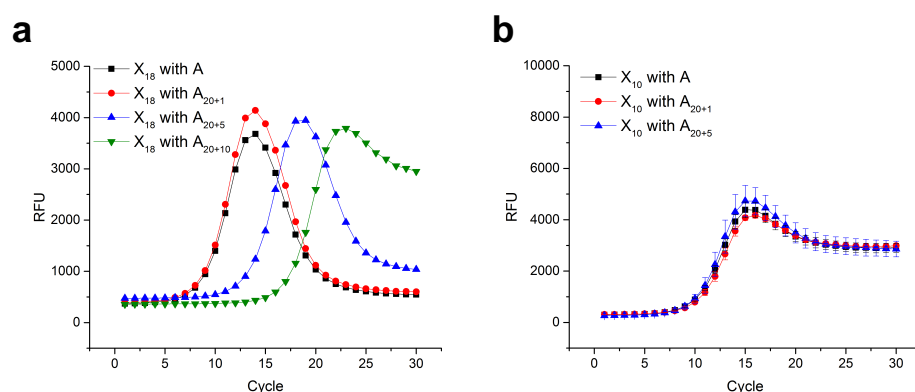 a
b
5000
4000
3000
2000
1000
0
RFU
X18 with A
X18 with A20+1
X18 with A20+5
X18 with A20+10
0 5 10 15 20 25 30
Cycle
10000
8000
6000
4000
2000
0
RFU
X10 with A
X10 with A20+1
X10 with A20+5
0 5 10 15 20 25 30
Cycle